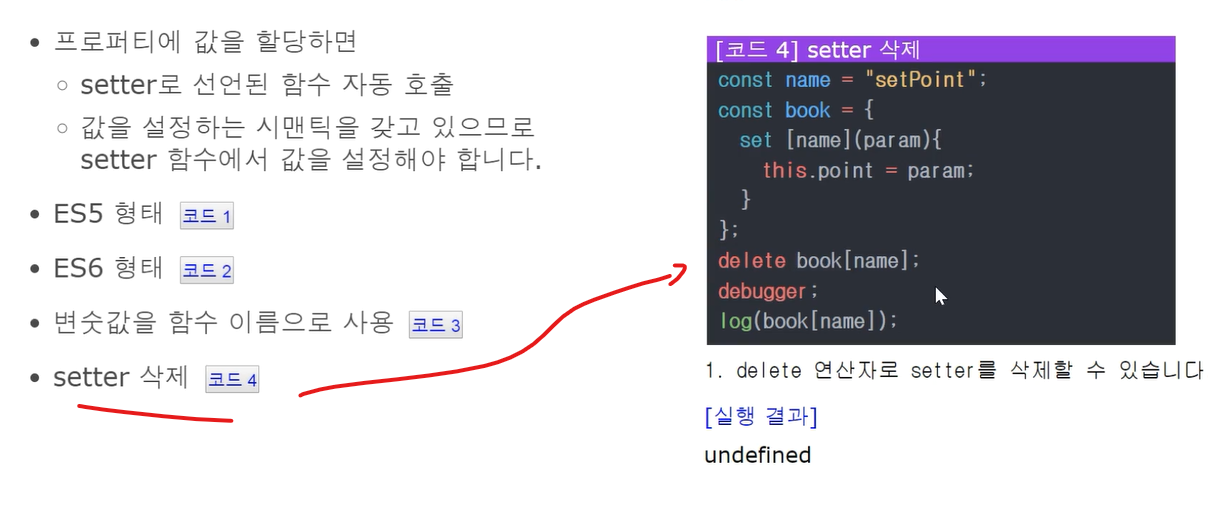 • 프로퍼티에 값을 할당하면
○ setter로 선언된 함수 자동 호출
○ 값을 설정하는 시맨틱을 갖고 있으므로
setter 함수에서 값을 설정해야 합니다.
• ES5 형태 코드 1
• ES6 형태 코드 2
• 변숫값을 함수 이름으로 사용 코드 3
• setter 삭제 코드 4
[코드 4] setter 삭제
const name = "setPoint";
const book = {
  set [name](param){
    this.point = param;
  }
};
delete book[name];
debugger;
log(book[name]);
1. delete 연산자로 setter를 삭제할 수 있습니다
[실행 결과]
undefined